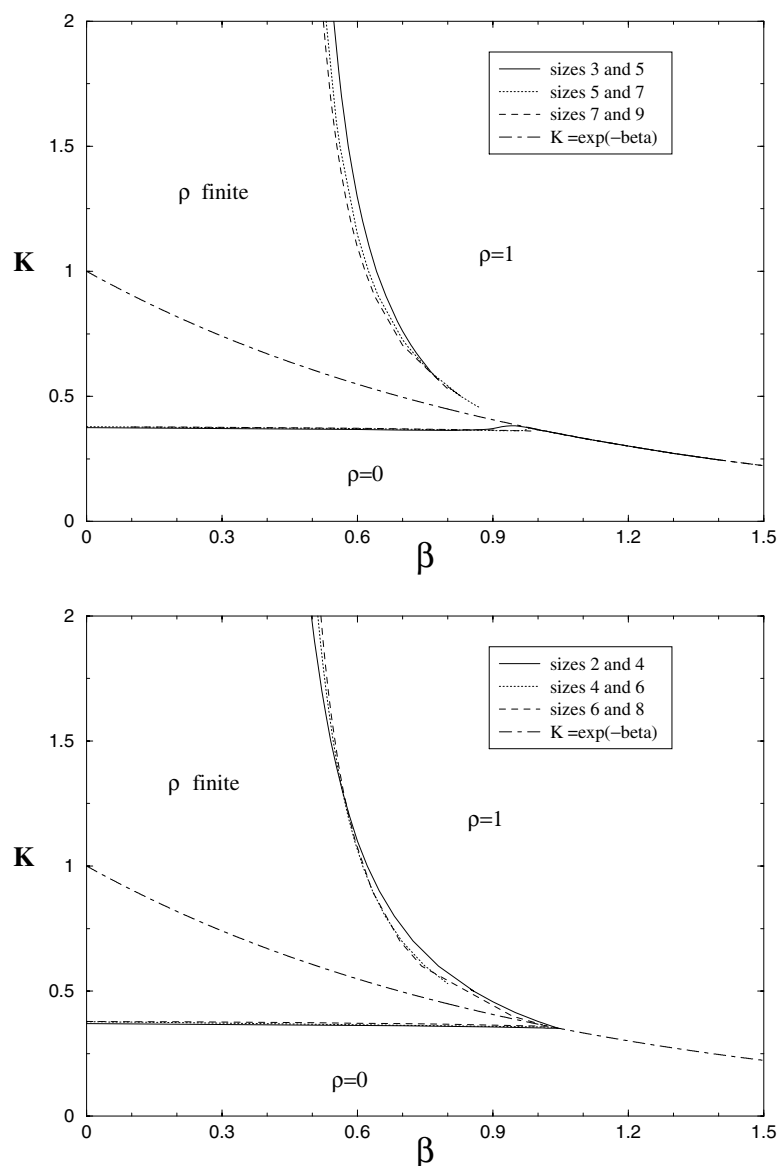 2
1.5
1
0.5
0
K
sizes 3 and 5
sizes 5 and 7
sizes 7 and 9
K =exp(−beta)
ρ finite
ρ=1
ρ=0
0 0.3 0.6 0.9 1.2 1.5
β
2
1.5
1
0.5
0
K
sizes 2 and 4
sizes 4 and 6
sizes 6 and 8
K =exp(−beta)
ρ finite
ρ=1
ρ=0
0 0.3 0.6 0.9 1.2 1.5
β